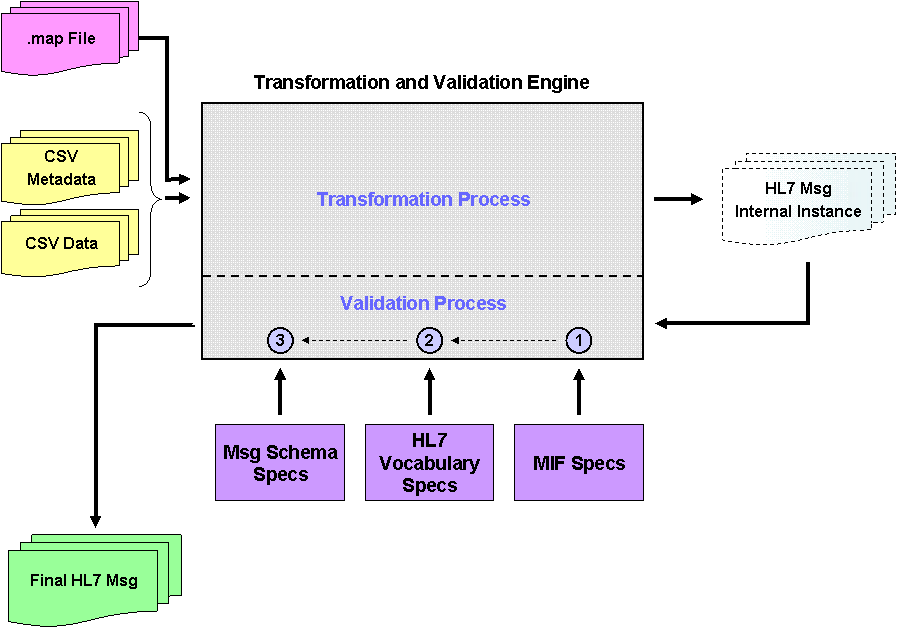 .map File
Transformation and Validation Engine
CSV
Metadata
CSV Data
Transformation Process
HL7 Msg
Internal Instance
Validation Process
3
2
1
Msg Schema
Specs
HL7
Vocabulary
Specs
MIF Specs
Final HL7 Msg